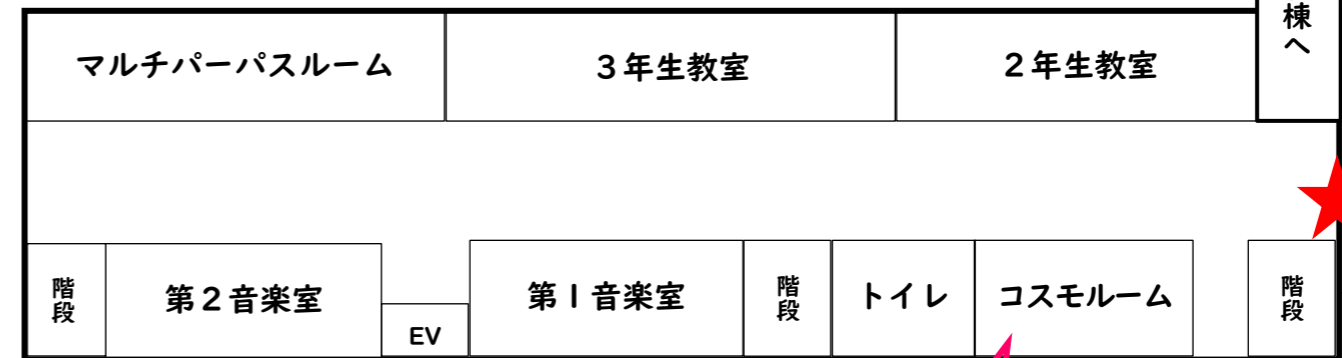 棟へ
マルチパーパスルーム
3年生教室
2年生教室
階段
第2音楽室
EV
第1音楽室
階段
トイレ
コスモルーム
階段